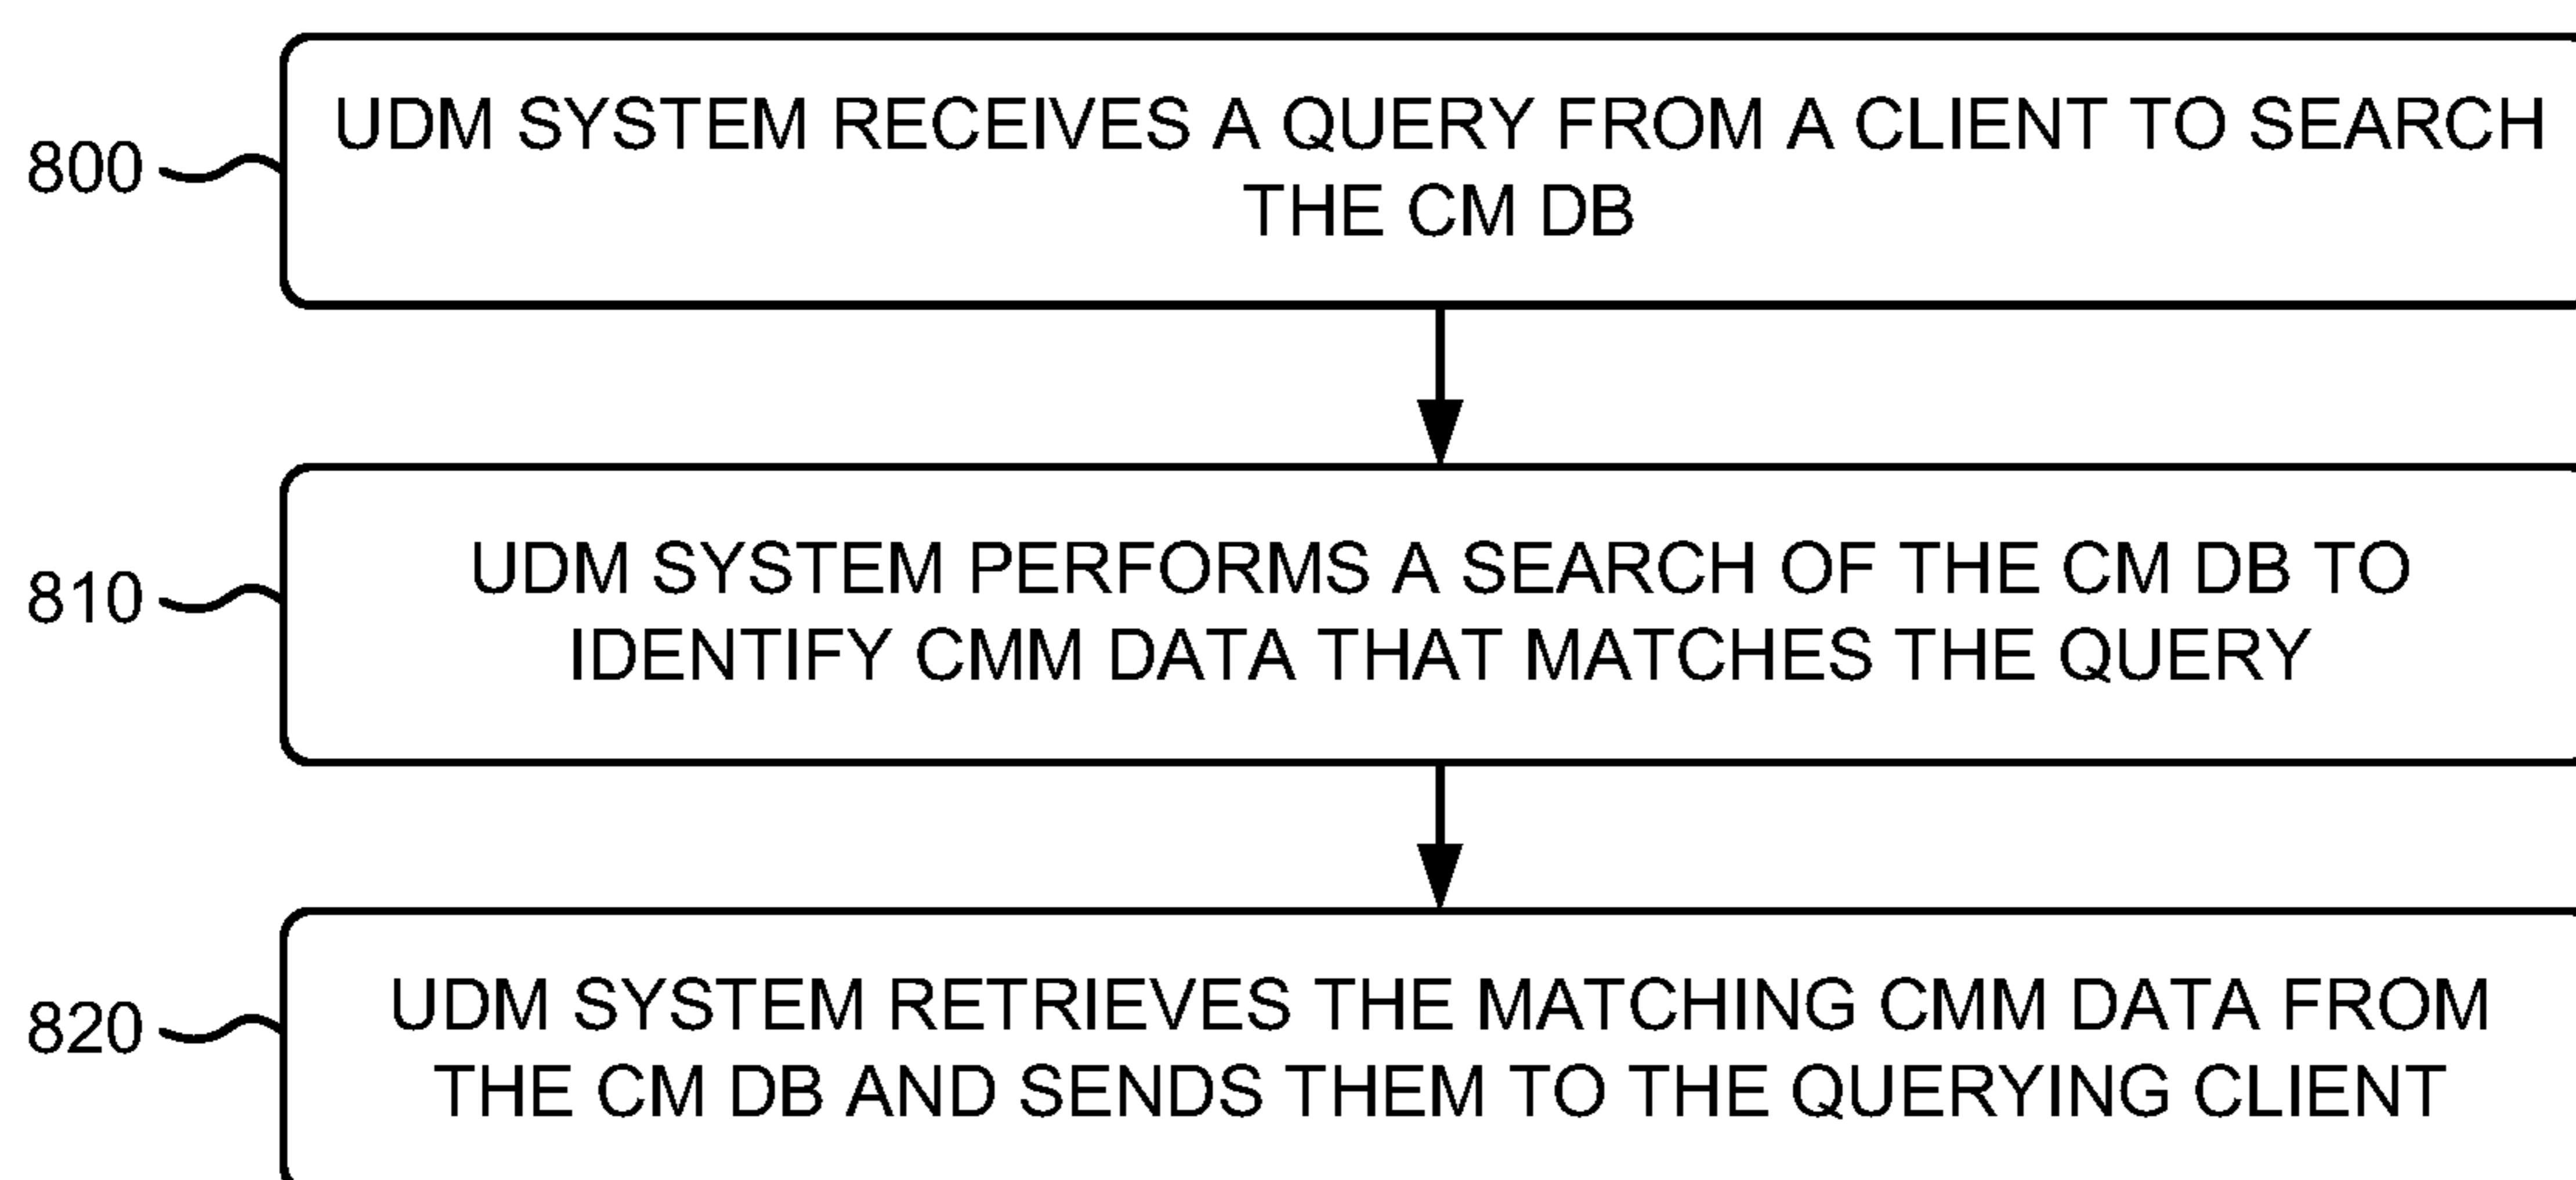 800
UDM SYSTEM RECEIVES A QUERY FROM A CLIENT TO SEARCH
THE CM DB
810
UDM SYSTEM PERFORMS A SEARCH OF THE CM DB TO
IDENTIFY CMM DATA THAT MATCHES THE QUERY
820
UDM SYSTEM RETRIEVES THE MATCHING CMM DATA FROM
THE CM DB AND SENDS THEM TO THE QUERYING CLIENT